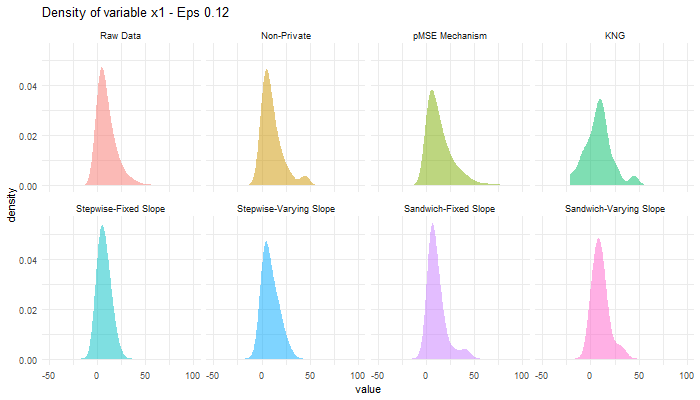 Density of variable x1 - Eps 0.12
Raw Data Non-Private pMSE Mechanism KNG
0.04
0.02
0.00
density
Stepwise-Fixed Slope Stepwise-Varying Slope Sandwich-Fixed Slope Sandwich-Varying Slope
0.04
0.02
0.00
-50 0 50 100 -50 0 50 100 -50 0 50 100 -50 0 50 100
value